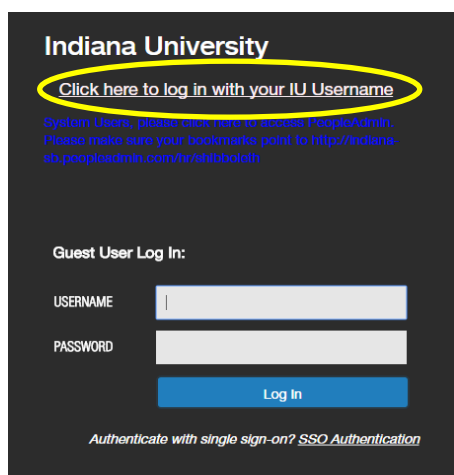 Indiana University
Click here to log in with your IU Username
System Users, please click here to access PeopleAdmin.
Please make sure your bookmarks point to http://indiana-
sb.peopleadmin.com/hr/shibboleth
Guest User Log In:
USERNAME
PASSWORD
Log In
Authenticate with single sign-on? SSO Authentication